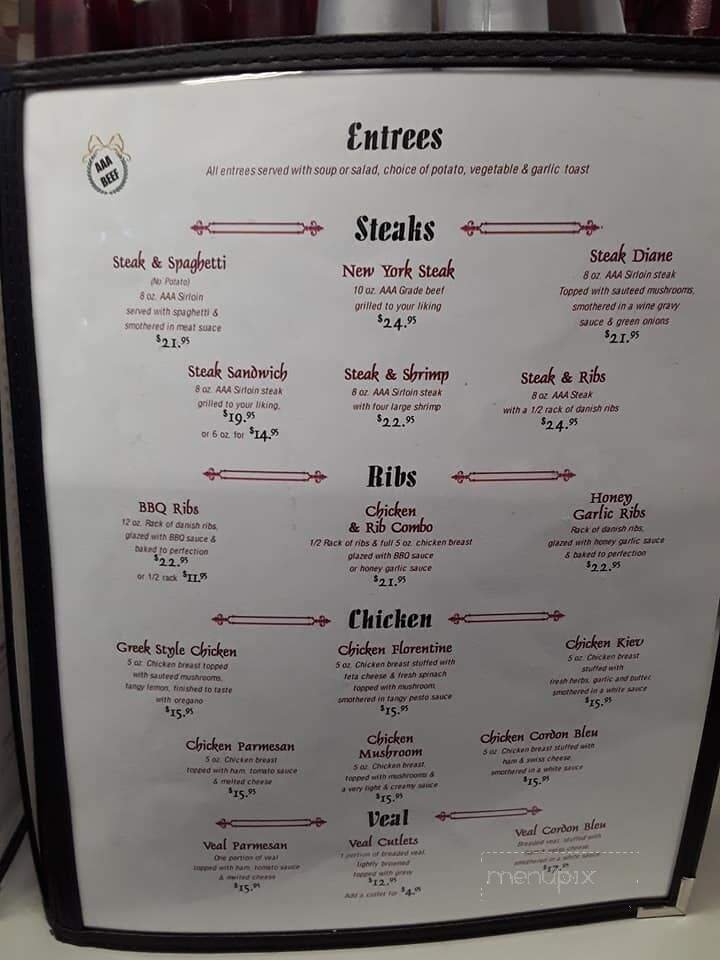 AAA
BEEF
Entrees
All entrees served with soup or salad, choice of potato, vegetable & garlic toast
Steaks
Steak & Spaghetti
(No Potato)
8 oz. AAA Sirloin
served with spaghetti &
smothered in meat suace
$21.95
New York Steak
10 oz. AAA Grade beef
grilled to your liking
$24.95
Steak Diane
8 oz. AAA Sirloin steak
Topped with sauteed mushrooms,
smothered in a wine gravy
sauce & green onions
$21.95
Steak Sandwich
8 oz. AAA Sirloin steak
grilled to your liking,
$19.95
or 6 oz. for $14.95
Steak & Shrimp
8 oz. AAA Sirloin steak
with four large shrimp
$22.95
Steak & Ribs
8 oz. AAA Steak
with a 1/2 rack of danish ribs
$24.95
Ribs
BBQ Ribs
12 oz. Rack of danish ribs,
glazed with BBQ sauce &
baked to perfection
$22.95
or 1/2 rack $11.95
Chicken
& Rib Combo
1/2 Rack of ribs & full 5 oz. chicken breast
glazed with BBQ sauce
or honey garlic sauce
$21.95
Honey
Garlic Ribs
Rack of danish ribs,
glazed with honey garlic sauce
& baked to perfection
$22.95
Chicken
Greek Style Chicken
5 oz. Chicken breast topped
with sauteed mushrooms,
tangy lemon, finished to taste
with oregano
$15.95
Chicken Florentine
5 oz. Chicken breast stuffed with
feta cheese & fresh spinach
topped with mushroom,
smothered in tangy pesto sauce
$15.95
Chicken Kiev
5 oz. Chicken breast
stuffed with
fresh herbs, garlic and butter,
smothered in a white sauce
$15.95
Chicken Parmesan
5 oz. Chicken breast
topped with ham, tomato sauce
& melted cheese
$15.95
Chicken
Mushroom
5 oz. Chicken breast,
topped with mushrooms &
a very light & creamy sauce
$15.95
Chicken Cordon Bleu
5 oz. Chicken breast stuffed with
ham & swiss cheese
smothered in a white sauce
$15.95
Veal
Veal Parmesan
One portion of veal
topped with ham, tomato sauce
& melted cheese
$15.95
Veal Cutlets
1 portion of breaded veal,
lightly browned
topped with gravy
$12.95
Add a cutlet for $4.95
Veal Cordon Bleu
Breaded veal, stuffed with
cheese
smothered in a white sauce
$17.95
menupix